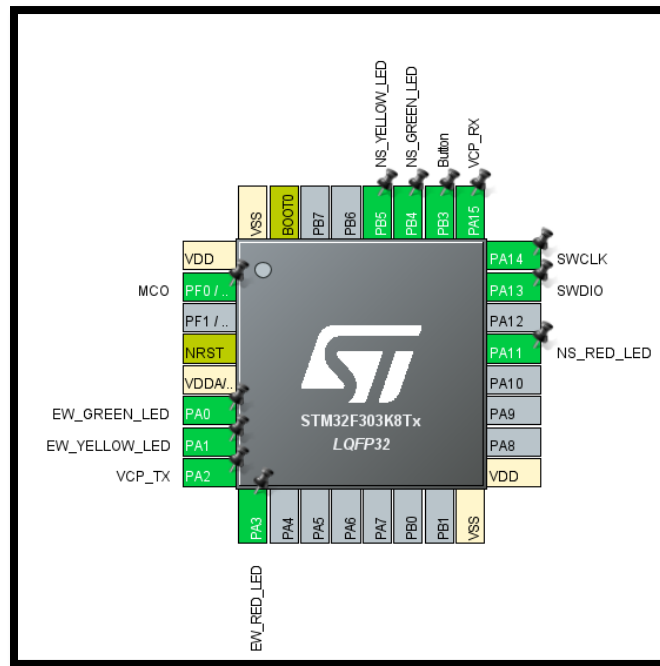 NS_YELLOW_LED
NS_GREEN_LED
Button
VCP_RX
VSS
BOOT0
PB7
PB6
PB5
PB4
PB3
PA15
VDD
MCO
PF0 / ..
PF1 / ..
NRST
VDDA/..
EW_GREEN_LED
PA0
EW_YELLOW_LED
PA1
VCP_TX
PA2
PA14
SWCLK
PA13
SWDIO
PA12
PA11
NS_RED_LED
PA10
PA9
PA8
VDD
ST
STM32F303K8Tx
LQFP32
PA3
PA4
PA5
PA6
PA7
PB0
PB1
VSS
EW_RED_LED